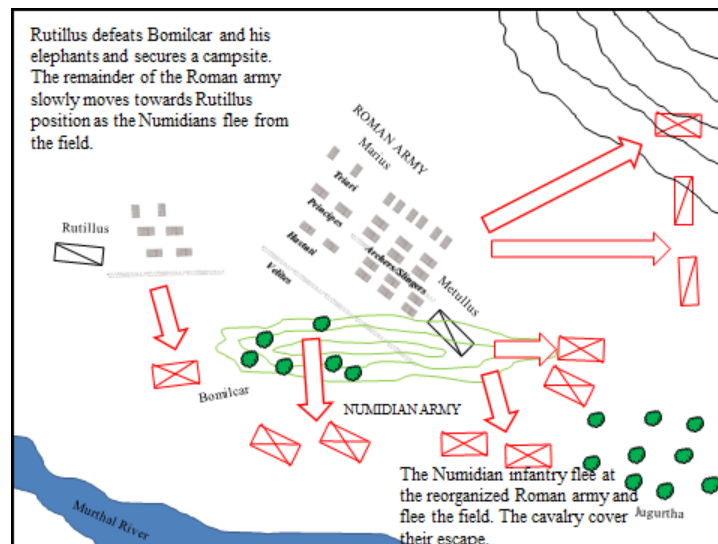 Rutillus defeats Bomilcar and his
elephants and secures a campsite.
The remainder of the Roman army
slowly moves towards Rutillus
position as the Numidians flee from
the field.
ROMAN ARMY
Marius
Triari
Principes
Hastati
Velites
Archers/Slingers
Metullus
Rutillus
Bomilcar
NUMIDIAN ARMY
The Numidian infantry flee at
the reorganized Roman army and
flee the field. The cavalry cover
their escape.
Jugurtha
Murthal River